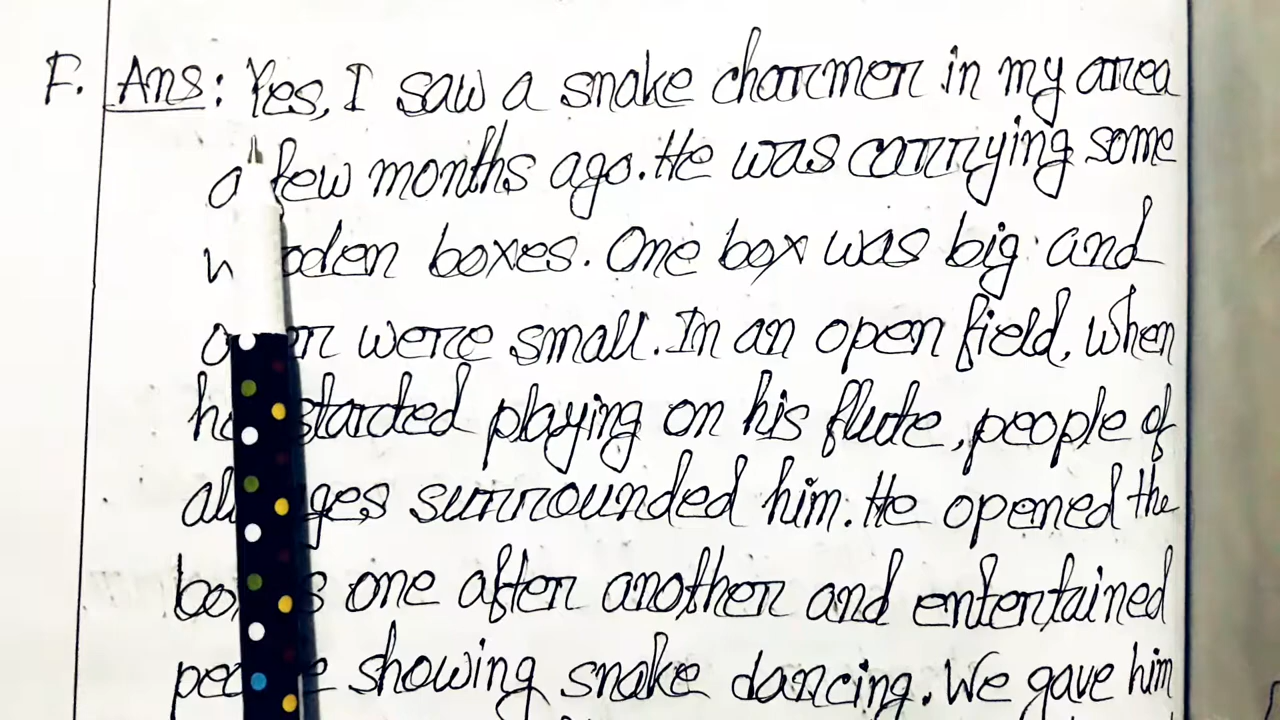 F. Ans: Yes, I saw a snake charmer in my area
a few months ago. He was carrying some
boxes. One box was big and
were small. In an open field, when
started playing on his flute, people of
surrounded him. He opened the
one after another and entertained
showing snake dancing. We gave him